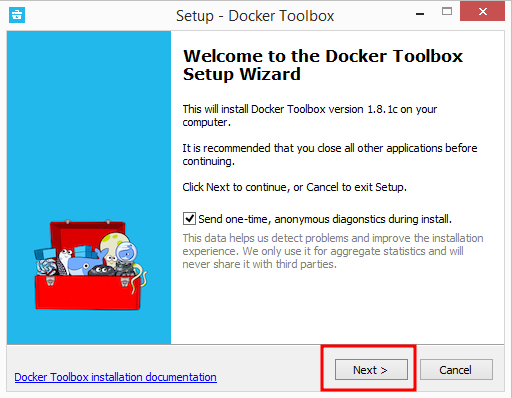 Setup - Docker Toolbox
Welcome to the Docker Toolbox
Setup Wizard
This will install Docker Toolbox version 1.8.1c on your
computer.
It is recommended that you close all other applications before
continuing.
Click Next to continue, or Cancel to exit Setup.
Send one-time, anonymous diagonstics during install.
This data helps us detect problems and improve the installation
experience. We only use it for aggregate statistics and will
never share it with third parties.
Docker Toolbox installation documentation
Next >
Cancel